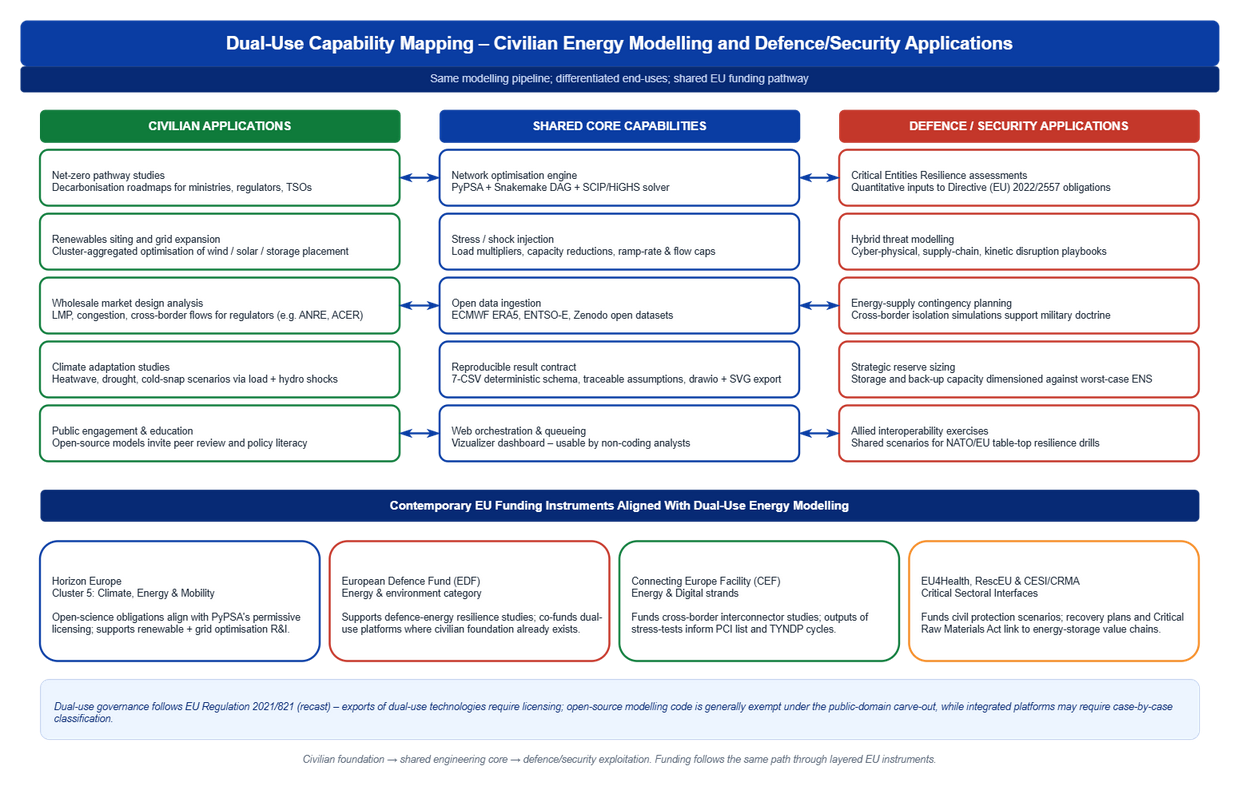 Dual-Use Capability Mapping – Civilian Energy Modelling and Defence/Security Applications
Same modelling pipeline; differentiated end-uses; shared EU funding pathway
CIVILIAN APPLICATIONS
Net-zero pathway studies
Decarbonisation roadmaps for ministries, regulators, TSOs
Renewables siting and grid expansion
Cluster-aggregated optimisation of wind / solar / storage placement
Wholesale market design analysis
LMP, congestion, cross-border flows for regulators (e.g. ANRE, ACER)
Climate adaptation studies
Heatwave, drought, cold-snap scenarios via load + hydro shocks
Public engagement & education
Open-source models invite peer review and policy literacy
SHARED CORE CAPABILITIES
Network optimisation engine
PyPSA + Snakemake DAG + SCIP/HiGHS solver
Stress / shock injection
Load multipliers, capacity reductions, ramp-rate & flow caps
Open data ingestion
ECMWF ERA5, ENTSO-E, Zenodo open datasets
Reproducible result contract
7-CSV deterministic schema, traceable assumptions, drawio + SVG export
Web orchestration & queueing
Vizualizer dashboard – usable by non-coding analysts
DEFENCE / SECURITY APPLICATIONS
Critical Entities Resilience assessments
Quantitative inputs to Directive (EU) 2022/2557 obligations
Hybrid threat modelling
Cyber-physical, supply-chain, kinetic disruption playbooks
Energy-supply contingency planning
Cross-border isolation simulations support military doctrine
Strategic reserve sizing
Storage and back-up capacity dimensioned against worst-case ENS
Allied interoperability exercises
Shared scenarios for NATO/EU table-top resilience drills
Contemporary EU Funding Instruments Aligned With Dual-Use Energy Modelling
Horizon Europe
Cluster 5: Climate, Energy & Mobility
Open-science obligations align with PyPSA's permissive
licensing; supports renewable + grid optimisation R&I.
European Defence Fund (EDF)
Energy & environment category
Supports defence-energy resilience studies; co-funds dual-
use platforms where civilian foundation already exists.
Connecting Europe Facility (CEF)
Energy & Digital strands
Funds cross-border interconnector studies; outputs of
stress-tests inform PCI list and TYNDP cycles.
EU4Health, RescEU & CESI/CRMA
Critical Sectoral Interfaces
Funds civil protection scenarios; recovery plans and Critical
Raw Materials Act link to energy-storage value chains.
Dual-use governance follows EU Regulation 2021/821 (recast) – exports of dual-use technologies require licensing; open-source modelling code is generally exempt under the public-domain carve-out, while integrated platforms may require case-by-case
classification.
Civilian foundation → shared engineering core → defence/security exploitation. Funding follows the same path through layered EU instruments.